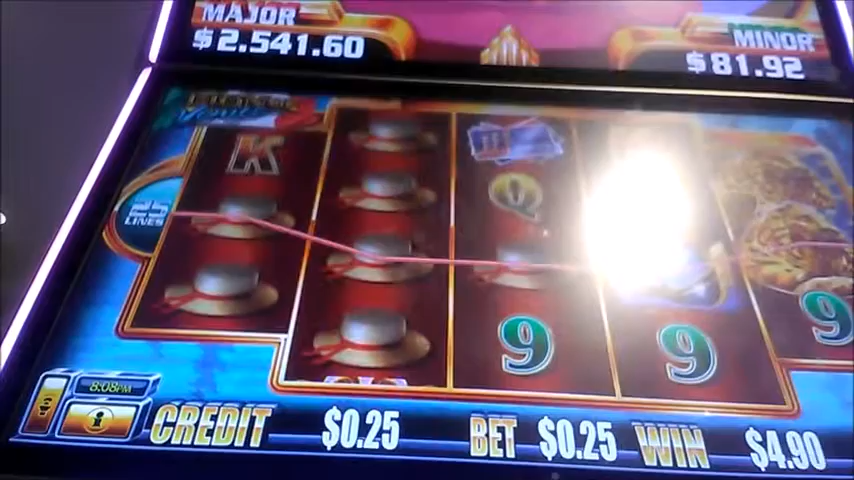 MAJOR
$2,541.60
MINOR
$81.92
K
Q
25
LINES
9
9
9
8:08PM
CREDIT $0.25 BET $0.25 WIN $4.90